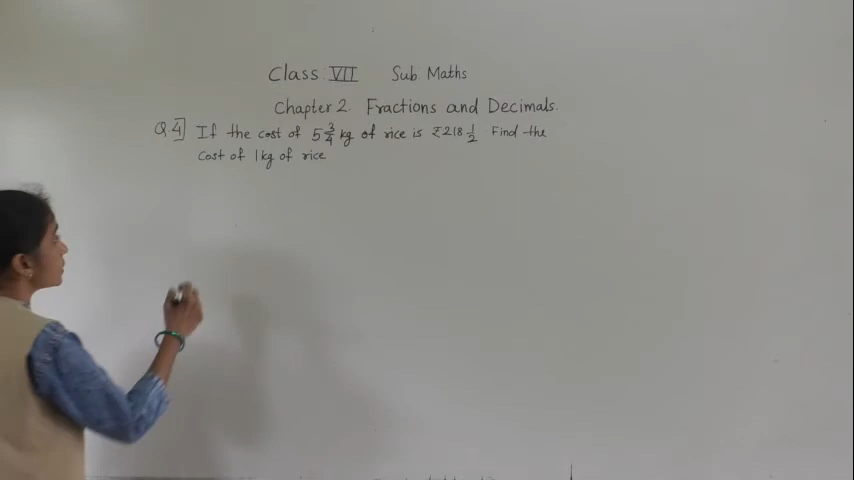 Class VII Sub Maths
Chapter 2. Fractions and Decimals.
Q.4] If the cost of 5 3/4 kg of rice is ₹218 1/2 Find the
cost of 1kg of rice